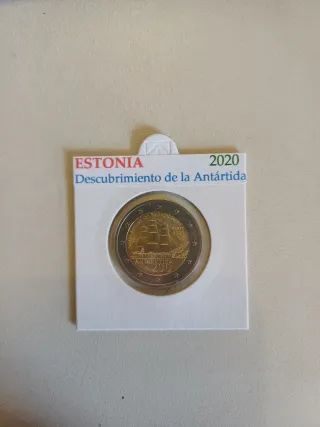 ESTONIA 2020
Descubrimiento de la Antártida